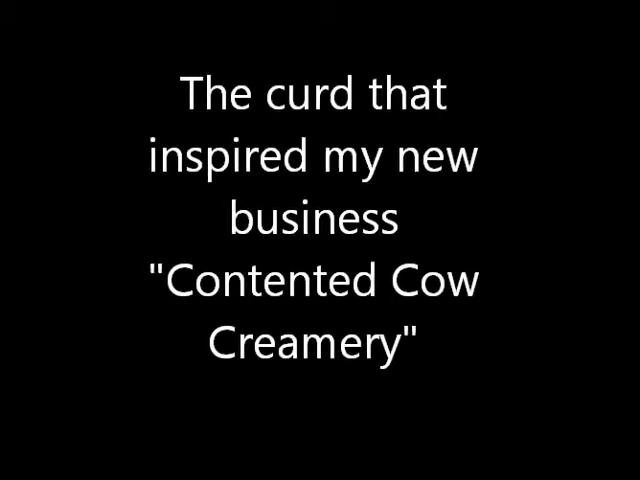 The curd that
inspired my new
business
"Contented Cow
Creamery"